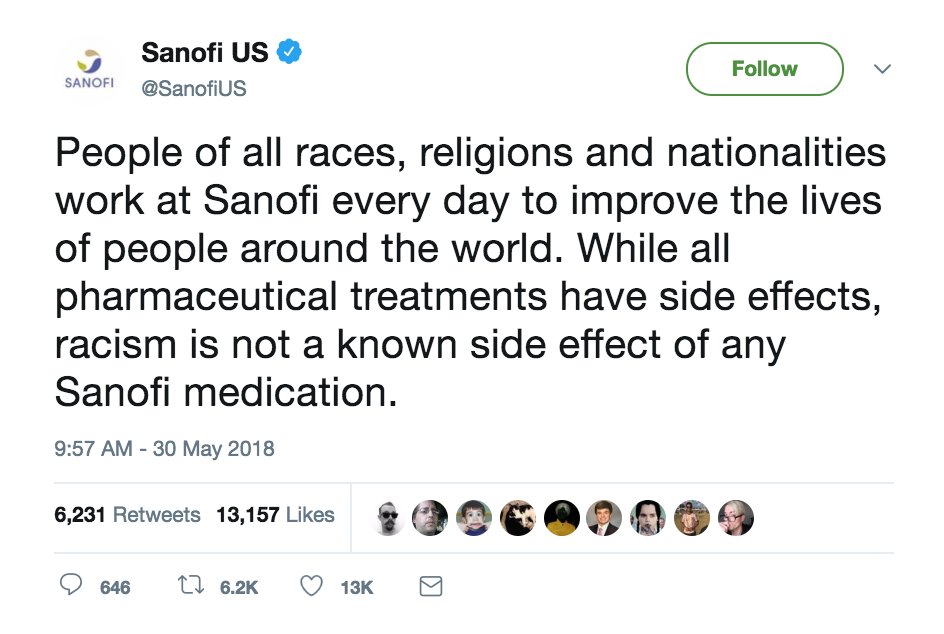 Sanofi US
SANOFI
@SanofiUS
Follow
People of all races, religions and nationalities
work at Sanofi every day to improve the lives
of people around the world. While all
pharmaceutical treatments have side effects,
racism is not a known side effect of any
Sanofi medication.
9:57 AM - 30 May 2018
6,231 Retweets 13,157 Likes
646 6.2K 13K